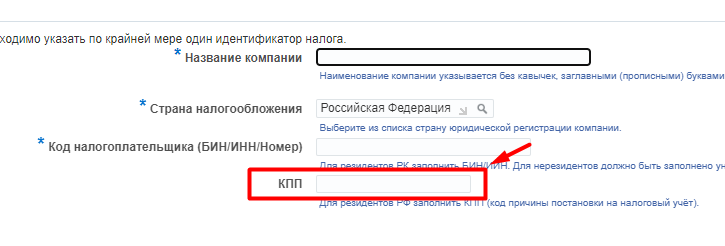 ходимо указать по крайней мере один идентификатор налога.
* Название компании
Наименование компании указывается без кавычек, заглавными (прописными) буквами
* Страна налогообложения Российская Федерация
Выберите из списка страну юридической регистрации компании.
* Код налогоплательщика (БИН/ИНН/Номер)
Для резидентов РК заполнить БИН/ИИН. Для нерезидентов должно быть заполнено ун
КПП
Для резидентов РФ заполнить КПП (код причины постановки на налоговый учёт).